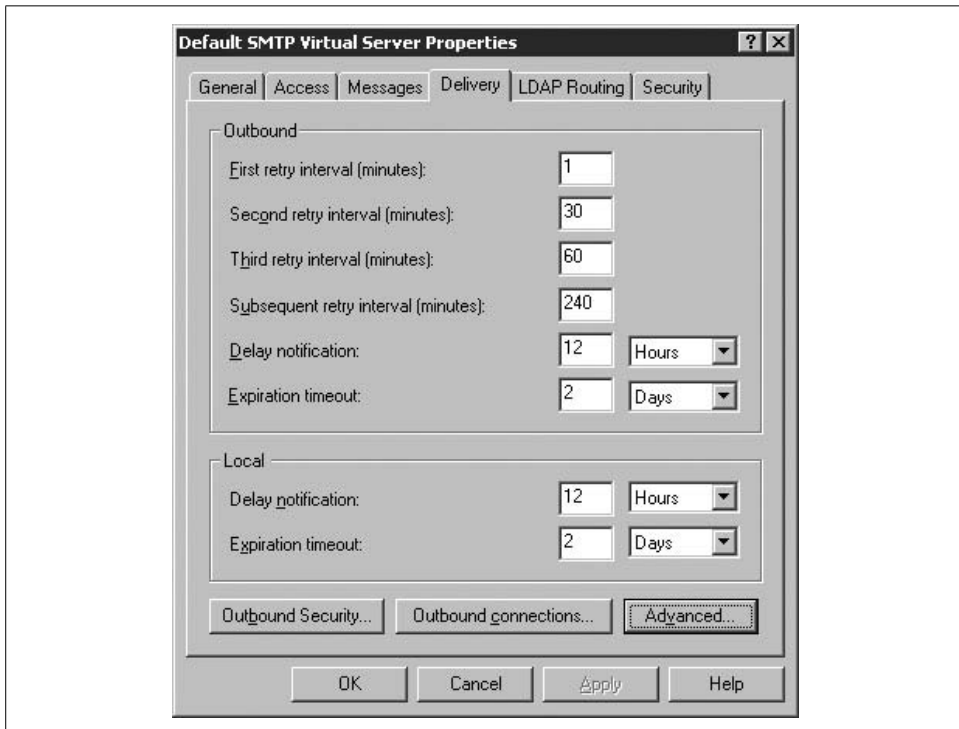 Default SMTP Virtual Server Properties ? X
General Access Messages Delivery LDAP Routing Security
Outbound
First retry interval (minutes): 1
Second retry interval (minutes): 30
Third retry interval (minutes): 60
Subsequent retry interval (minutes): 240
Delay notification: 12 Hours
Expiration timeout: 2 Days
Local
Delay notification: 12 Hours
Expiration timeout: 2 Days
Outbound Security... Outbound connections... Advanced...
OK Cancel Apply Help